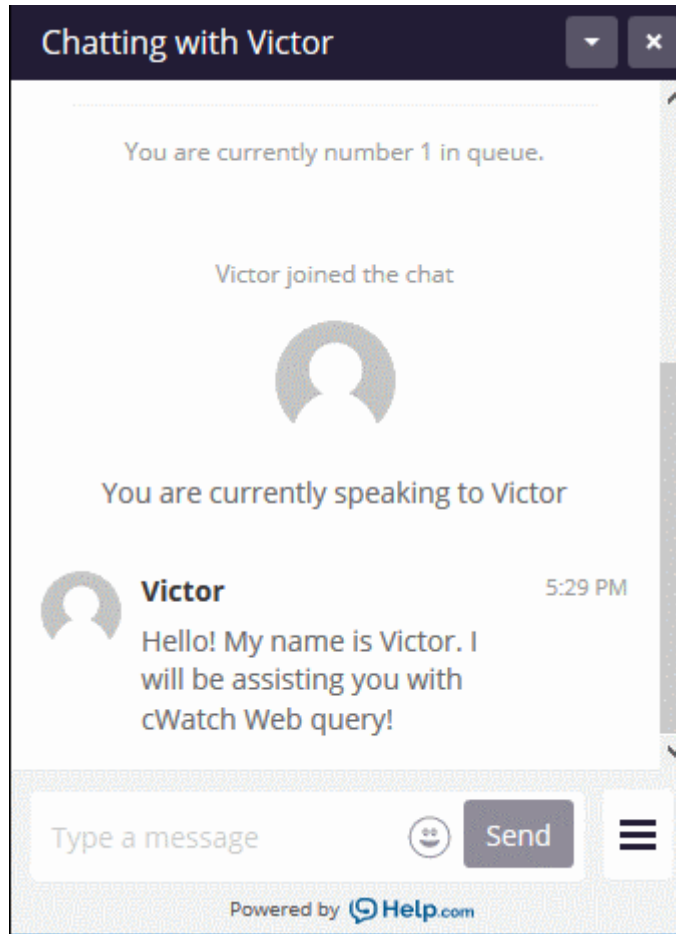 Chatting with Victor
You are currently number 1 in queue.
Victor joined the chat
You are currently speaking to Victor
Victor 5:29 PM
Hello! My name is Victor. I
will be assisting you with
cWatch Web query!
Type a message Send
Powered by Help.com